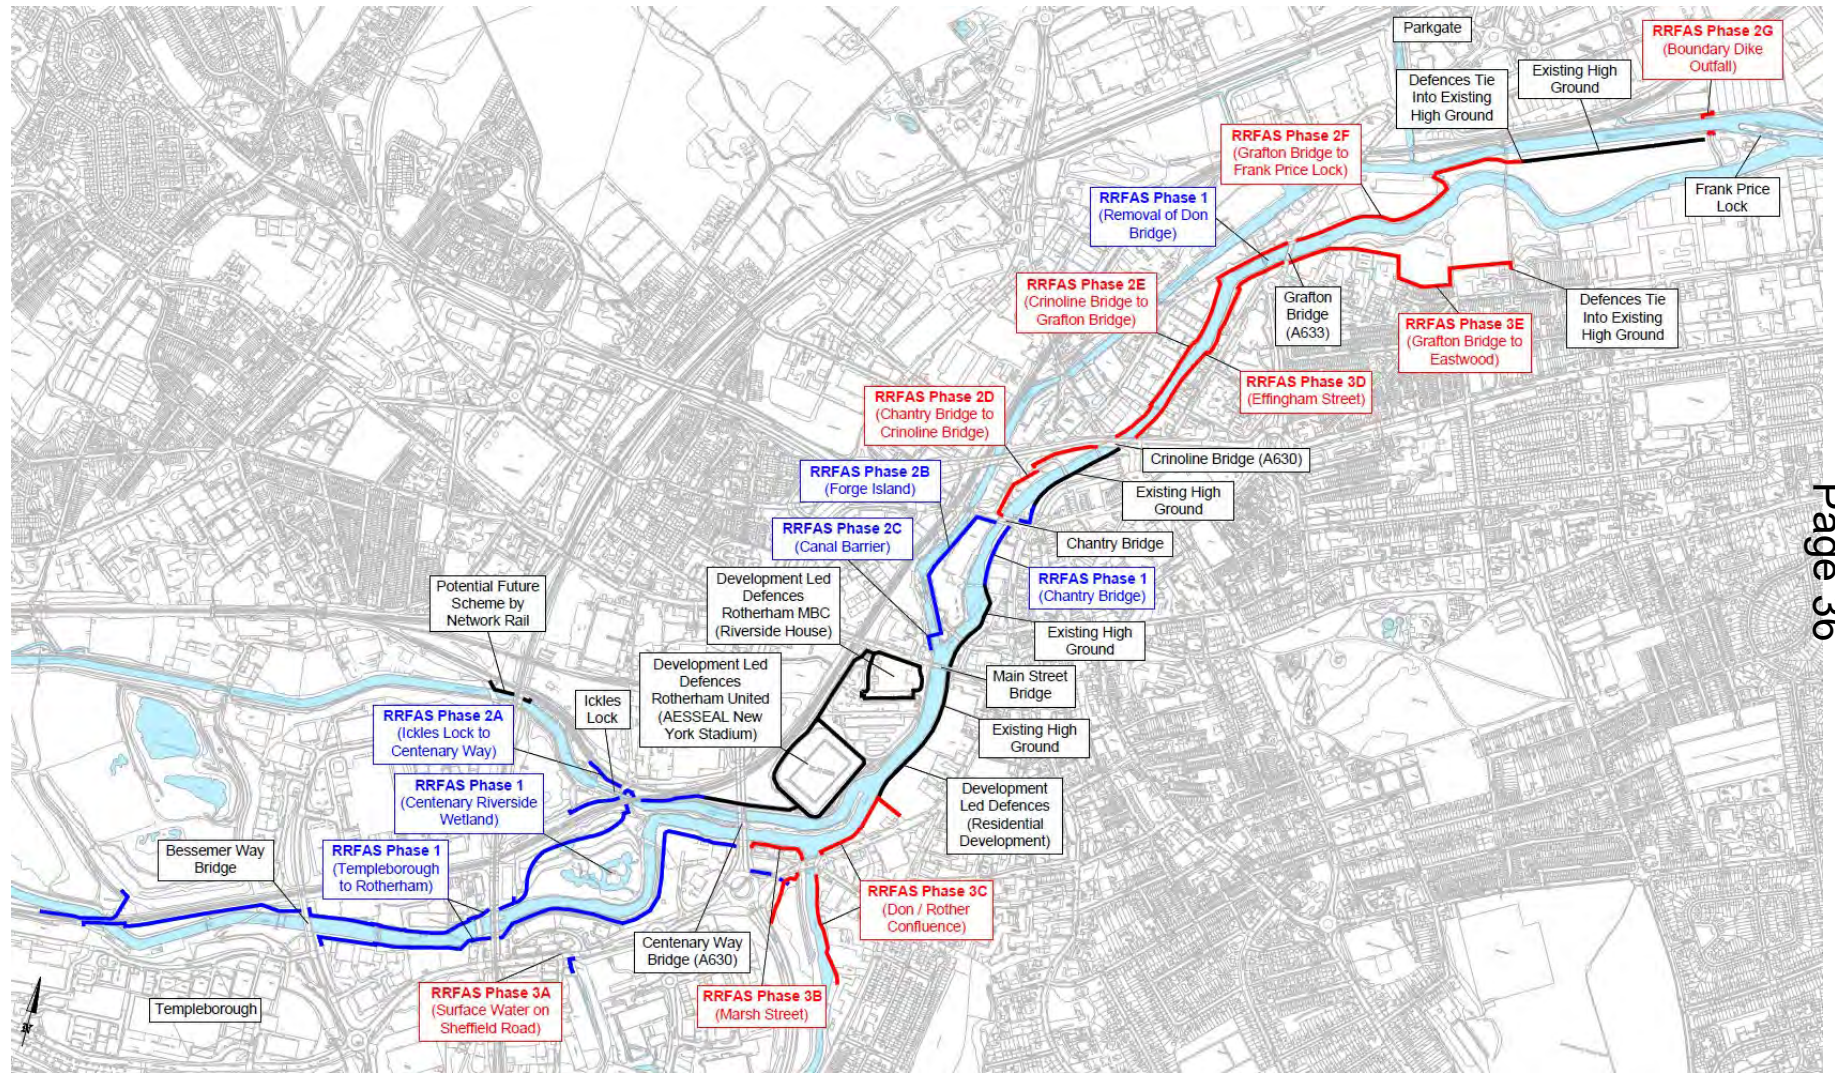 Parkgate
RRFAS Phase 2G
(Boundary Dike
Outfall)
Defences Tie
Into Existing
High Ground
Existing High
Ground
RRFAS Phase 2F
(Grafton Bridge to
Frank Price Lock)
Frank Price
Lock
RRFAS Phase 1
(Removal of Don
Bridge)
RRFAS Phase 2E
(Crinoline Bridge to
Grafton Bridge)
Grafton
Bridge
(A633)
Defences Tie
Into Existing
High Ground
RRFAS Phase 3E
(Grafton Bridge to
Eastwood)
RRFAS Phase 3D
(Effingham Street)
RRFAS Phase 2D
(Chantry Bridge to
Crinoline Bridge)
Crinoline Bridge (A630)
RRFAS Phase 2B
(Forge Island)
Existing High
Ground
RRFAS Phase 2C
(Canal Barrier)
Chantry Bridge
Page 36
Development Led
Defences
Rotherham MBC
(Riverside House)
RRFAS Phase 1
(Chantry Bridge)
Potential Future
Scheme by
Network Rail
Existing High
Ground
Development Led
Defences
Rotherham United
(AESSEAL New
York Stadium)
Main Street
Bridge
Ickles
Lock
RRFAS Phase 2A
(Ickles Lock to
Centenary Way)
Existing High
Ground
RRFAS Phase 1
(Centenary Riverside
Wetland)
Development
Led Defences
(Residential
Development)
Bessemer Way
Bridge
RRFAS Phase 1
(Templeborough
to Rotherham)
RRFAS Phase 3C
(Don / Rother
Confluence)
Centenary Way
Bridge (A630)
RRFAS Phase 3A
(Surface Water on
Sheffield Road)
RRFAS Phase 3B
(Marsh Street)
Templeborough